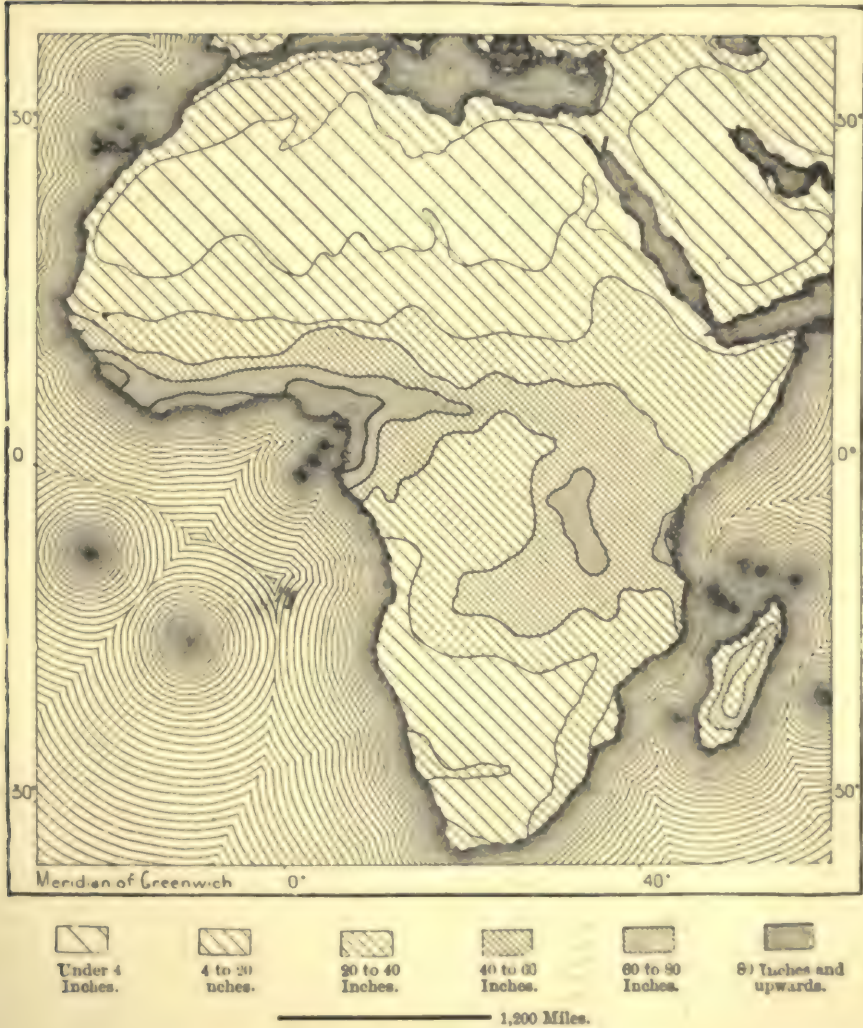 30°
30°
0
0°
30°
30°
Meridian of Greenwich 0° 40°
Under 4 Inches.
4 to 20 nches.
20 to 40 Inches.
40 to 60 Inches.
60 to 80 Inches.
Inches and upwards.
1,200 Miles.